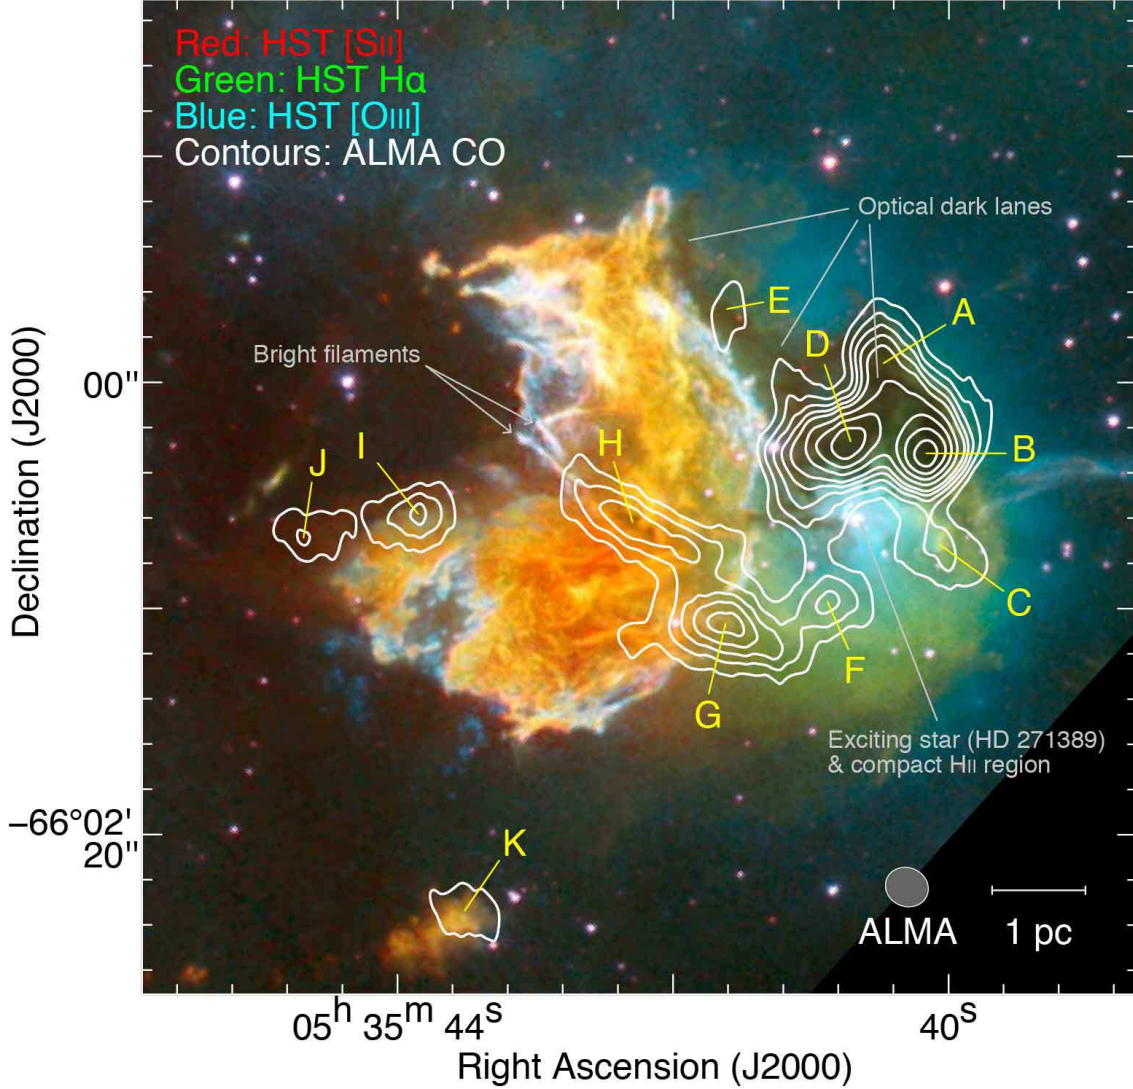 Red: HST [SII]
Green: HST Hα
Blue: HST [OIII]
Contours: ALMA CO
Optical dark lanes
E
A
D
Bright filaments
00"
H
B
I
J
C
F
G
Exciting star (HD 271389)
& compact HII region
−66°02'
20"
K
ALMA
1 pc
05h 35m 44s
40s
Right Ascension (J2000)
Declination (J2000)